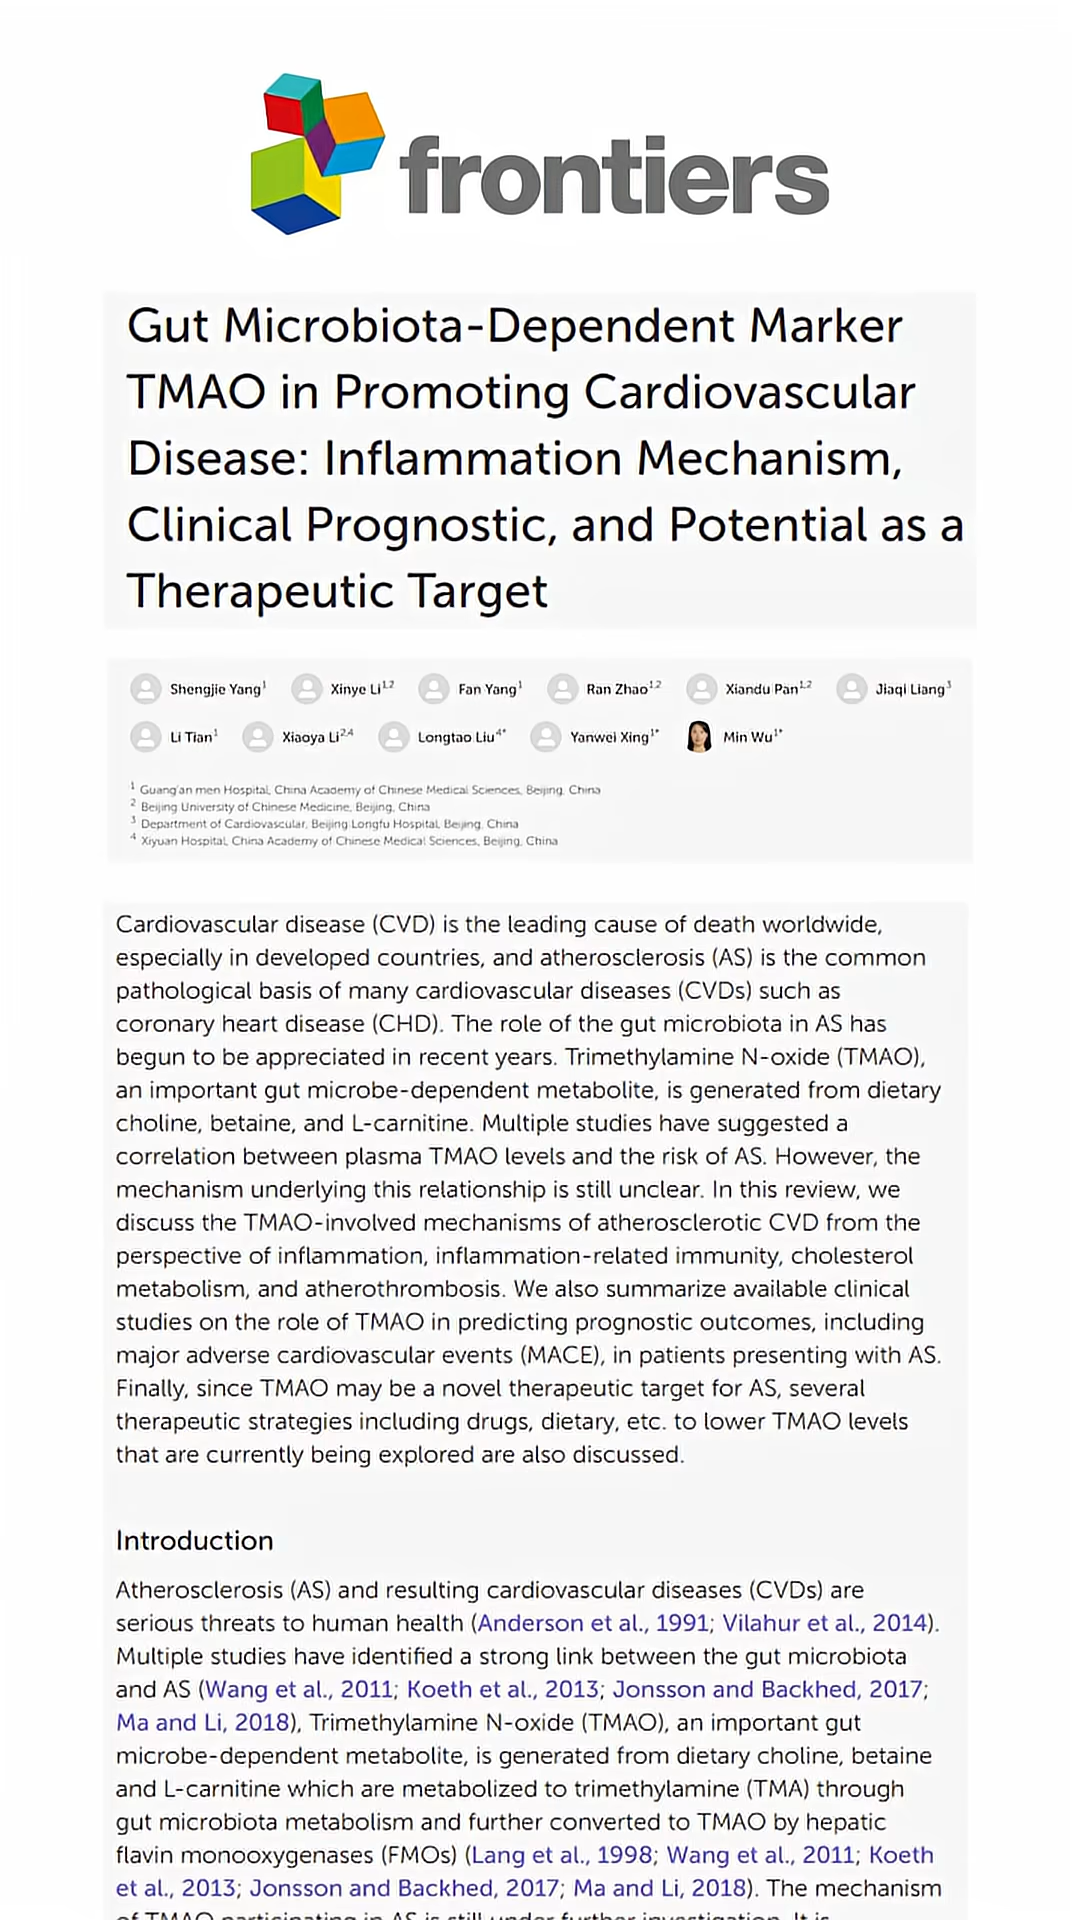 frontiers
Gut Microbiota-Dependent Marker
TMAO in Promoting Cardiovascular
Disease: Inflammation Mechanism,
Clinical Prognostic, and Potential as a
Therapeutic Target
Shengjie Yang1 Xinye Li1,2 Fan Yang1 Ran Zhao1,2 Xiandu Pan1,2 Jiaqi Liang3
Li Tian1 Xiaoya Li2,4 Longtao Liu4* Yanwei Xing1* Min Wu1*
1 Guang'an men Hospital, China Academy of Chinese Medical Sciences, Beijing, China
2 Beijing University of Chinese Medicine, Beijing, China
3 Department of Cardiovascular, Beijing Longfu Hospital, Beijing, China
4 Xiyuan Hospital, China Academy of Chinese Medical Sciences, Beijing, China
Cardiovascular disease (CVD) is the leading cause of death worldwide,
especially in developed countries, and atherosclerosis (AS) is the common
pathological basis of many cardiovascular diseases (CVDs) such as
coronary heart disease (CHD). The role of the gut microbiota in AS has
begun to be appreciated in recent years. Trimethylamine N-oxide (TMAO),
an important gut microbe-dependent metabolite, is generated from dietary
choline, betaine, and L-carnitine. Multiple studies have suggested a
correlation between plasma TMAO levels and the risk of AS. However, the
mechanism underlying this relationship is still unclear. In this review, we
discuss the TMAO-involved mechanisms of atherosclerotic CVD from the
perspective of inflammation, inflammation-related immunity, cholesterol
metabolism, and atherothrombosis. We also summarize available clinical
studies on the role of TMAO in predicting prognostic outcomes, including
major adverse cardiovascular events (MACE), in patients presenting with AS.
Finally, since TMAO may be a novel therapeutic target for AS, several
therapeutic strategies including drugs, dietary, etc. to lower TMAO levels
that are currently being explored are also discussed.
Introduction
Atherosclerosis (AS) and resulting cardiovascular diseases (CVDs) are
serious threats to human health (Anderson et al., 1991; Vilahur et al., 2014).
Multiple studies have identified a strong link between the gut microbiota
and AS (Wang et al., 2011; Koeth et al., 2013; Jonsson and Backhed, 2017;
Ma and Li, 2018), Trimethylamine N-oxide (TMAO), an important gut
microbe-dependent metabolite, is generated from dietary choline, betaine
and L-carnitine which are metabolized to trimethylamine (TMA) through
gut microbiota metabolism and further converted to TMAO by hepatic
flavin monooxygenases (FMOs) (Lang et al., 1998; Wang et al., 2011; Koeth
et al., 2013; Jonsson and Backhed, 2017; Ma and Li, 2018). The mechanism
of TMAO participating in AS is still under further investigation. It is